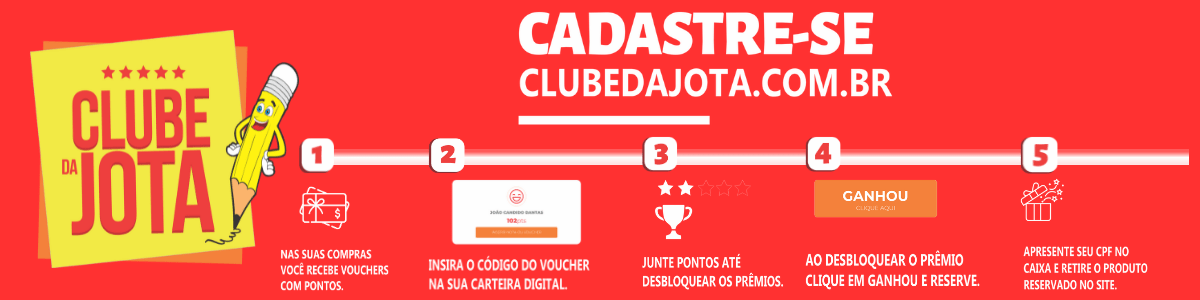 CADASTRE-SE
CLUBEDAJOTA.COM.BR
CLUBE
DA JOTA
1
2
3
4
5
JOÃO CANDIDO DANTAS
102pts
GANHOU
CLIQUE AQUI
$
NAS SUAS COMPRAS
VOCÊ RECEBE VOUCHERS
COM PONTOS.
INSIRA O CÓDIGO DO VOUCHER
NA SUA CARTEIRA DIGITAL.
JUNTE PONTOS ATÉ
DESBLOQUEAR OS PRÊMIOS.
AO DESBLOQUEAR O PRÊMIO
CLIQUE EM GANHOU E RESERVE.
APRESENTE SEU CPF NO
CAIXA E RETIRE O PRODUTO
RESERVADO NO SITE.